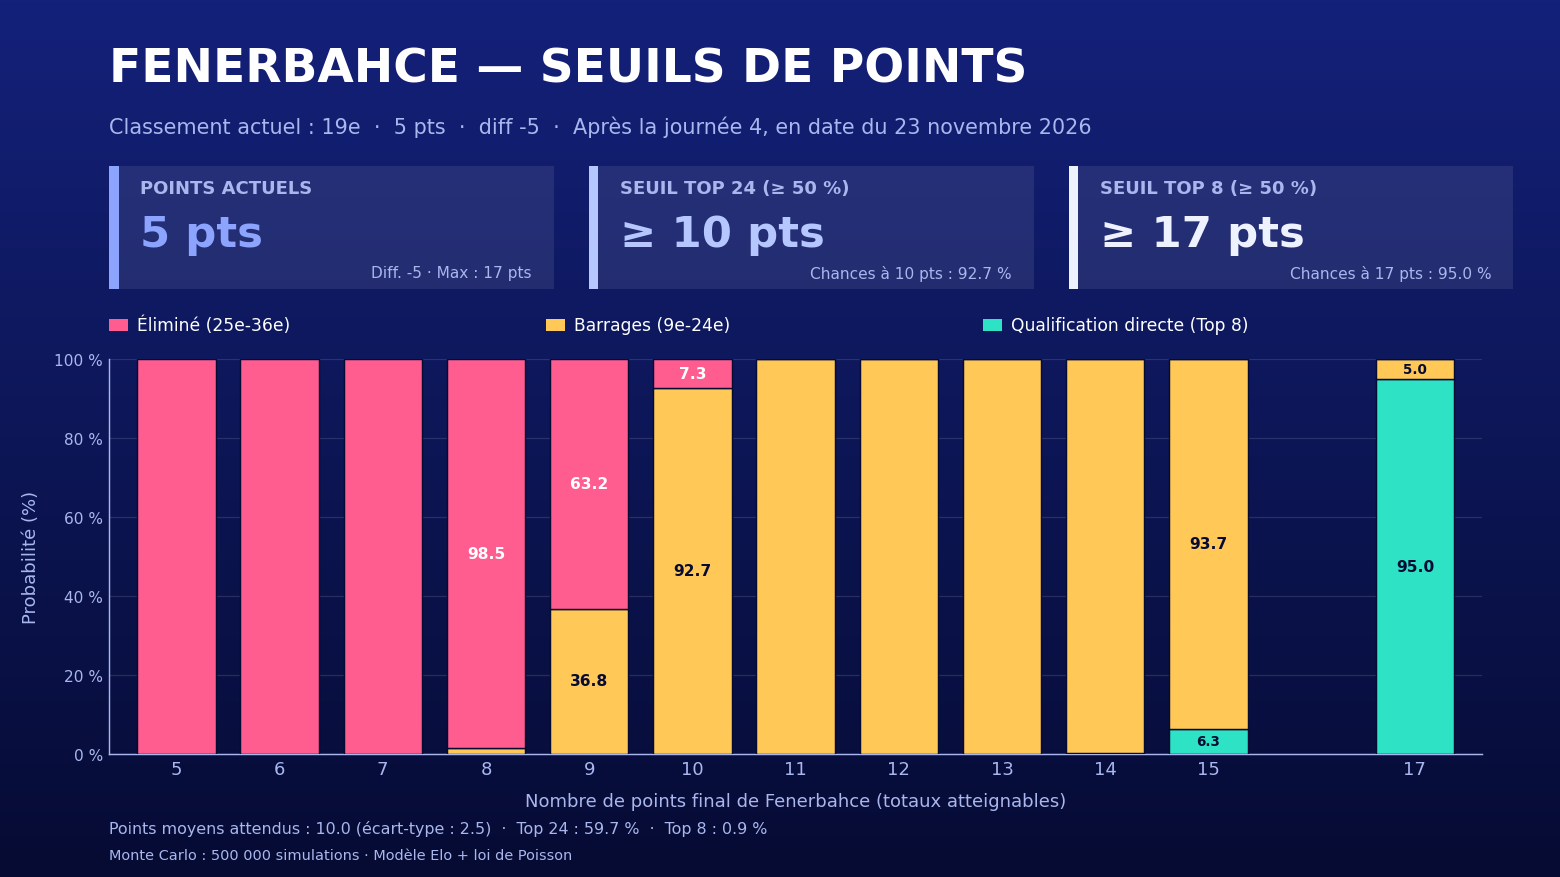 FENERBAHCE — SEUILS DE POINTS
Classement actuel : 19e · 5 pts · diff -5 · Après la journée 4, en date du 23 novembre 2026
POINTS ACTUELS
5 pts
Diff. -5 · Max : 17 pts
SEUIL TOP 24 (≥ 50 %)
≥ 10 pts
Chances à 10 pts : 92.7 %
SEUIL TOP 8 (≥ 50 %)
≥ 17 pts
Chances à 17 pts : 95.0 %
Éliminé (25e-36e)
Barrages (9e-24e)
Qualification directe (Top 8)
Probabilité (%)
100 %
80 %
60 %
40 %
20 %
0 %
98.5
63.2
36.8
7.3
92.7
93.7
6.3
5.0
95.0
5 6 7 8 9 10 11 12 13 14 15 17
Nombre de points final de Fenerbahce (totaux atteignables)
Points moyens attendus : 10.0 (écart-type : 2.5) · Top 24 : 59.7 % · Top 8 : 0.9 %
Monte Carlo : 500 000 simulations · Modèle Elo + loi de Poisson